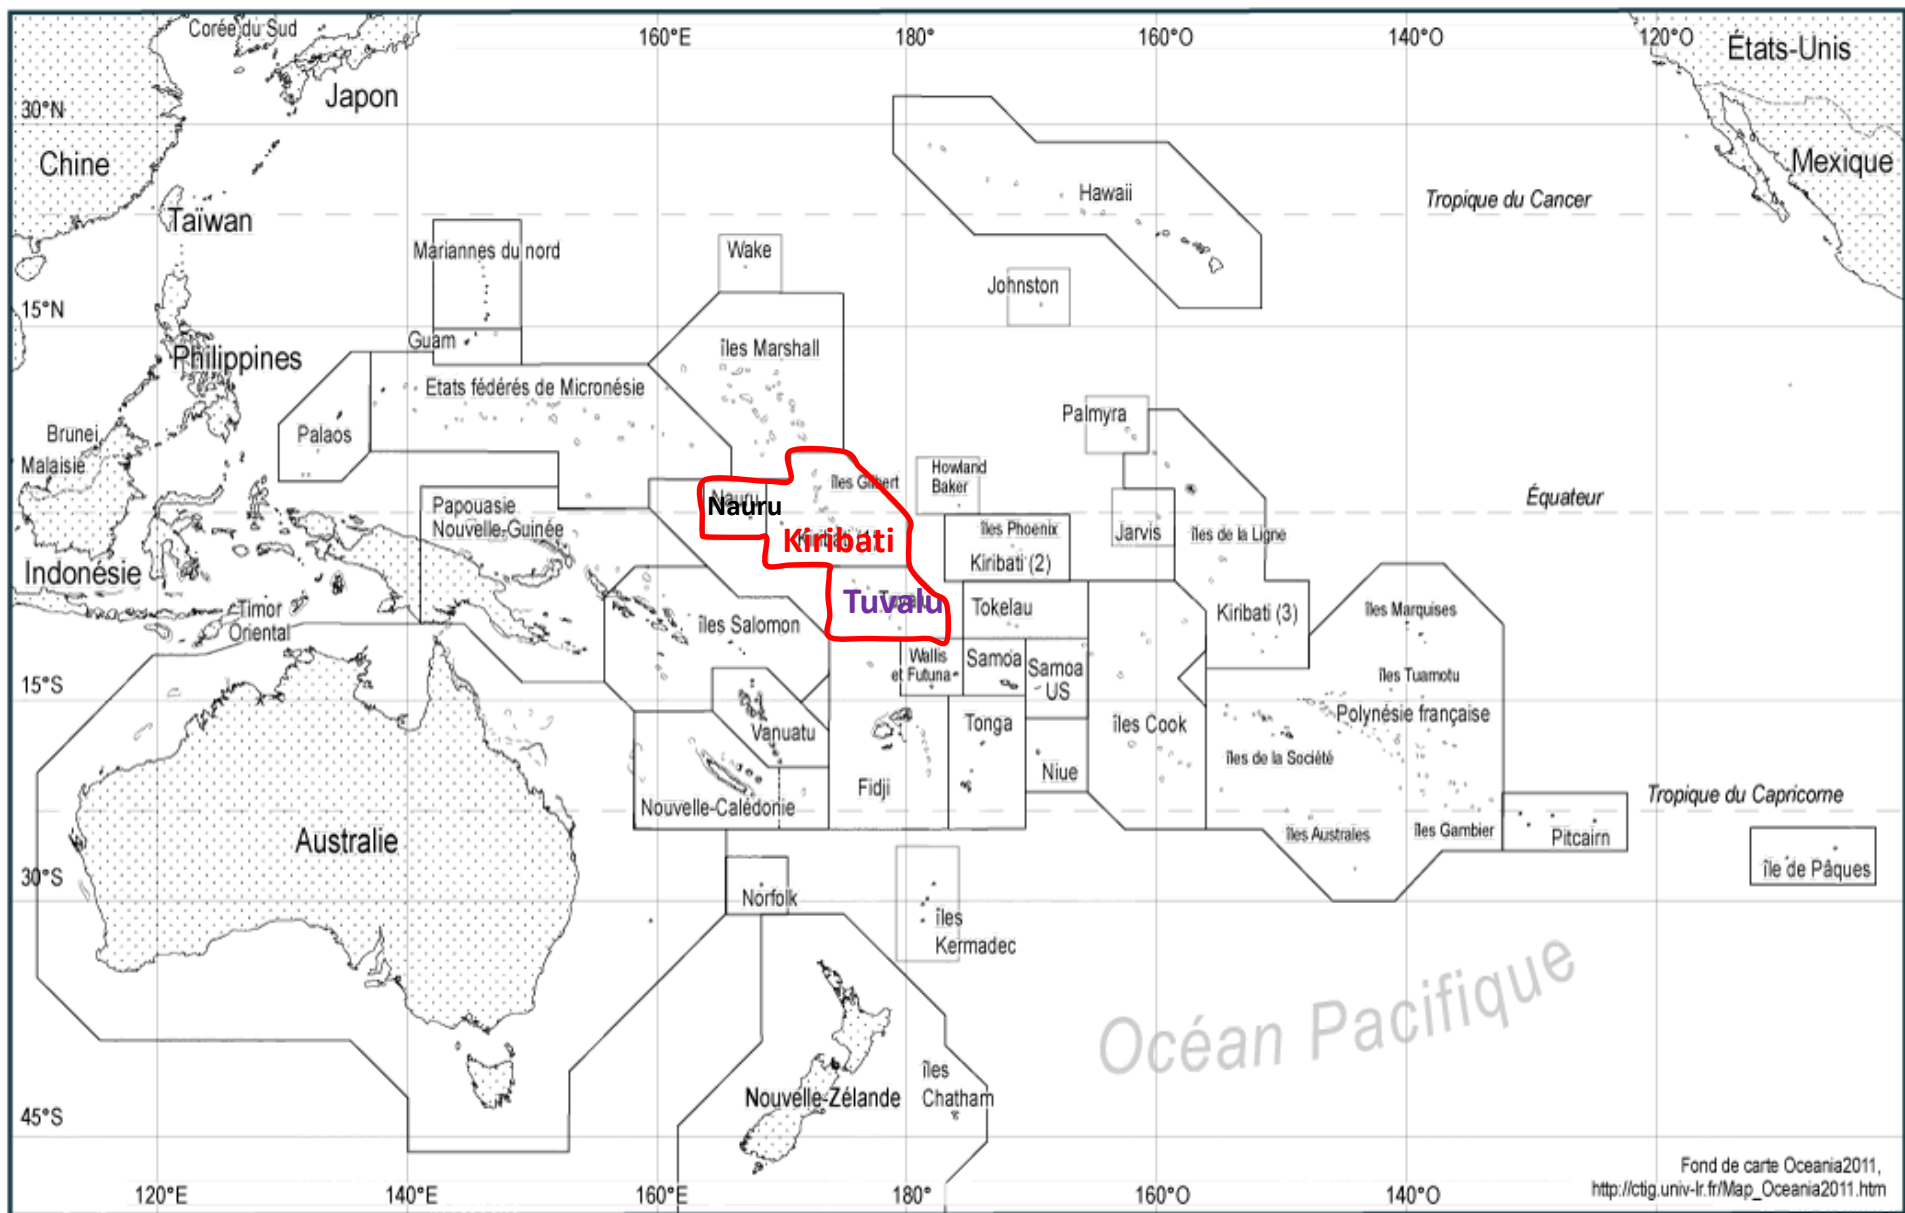 Corée du Sud
160°E
180°
160°O
140°O
120°O
États-Unis
Japon
30°N
Chine
Mexique
Hawaii
Tropique du Cancer
Taïwan
Mariannes du nord
Wake
Johnston
15°N
Guam
Philippines
îles Marshall
Etats fédérés de Micronésie
Palmyra
Palaos
Brunei
Malaisie
îles Gilbert
Howland
Baker
Équateur
Nauru
Nauru
Papouasie
Nouvelle-Guinée
îles Phoenix
Jarvis
îles de la Ligne
Kiribati
Kiribati (2)
Indonésie
Tuvalu
Timor
Oriental
îles Salomon
Tokelau
Kiribati (3)
îles Marquises
Wallis
et Futuna
Samoa
Samoa
US
15°S
îles Tuamotu
Polynésie française
Vanuatu
Tonga
îles Cook
îles de la Société
Niue
Fidji
Nouvelle-Calédonie
Tropique du Capricorne
Australie
îles Australes
îles Gambier
Pitcairn
île de Pâques
30°S
Norfolk
îles
Kermadec
Océan Pacifique
îles
Chatham
Nouvelle-Zélande
45°S
Fond de carte Oceania2011,
http://ctig.univ-lr.fr/Map_Oceania2011.htm
120°E
140°E
160°E
180°
160°O
140°O